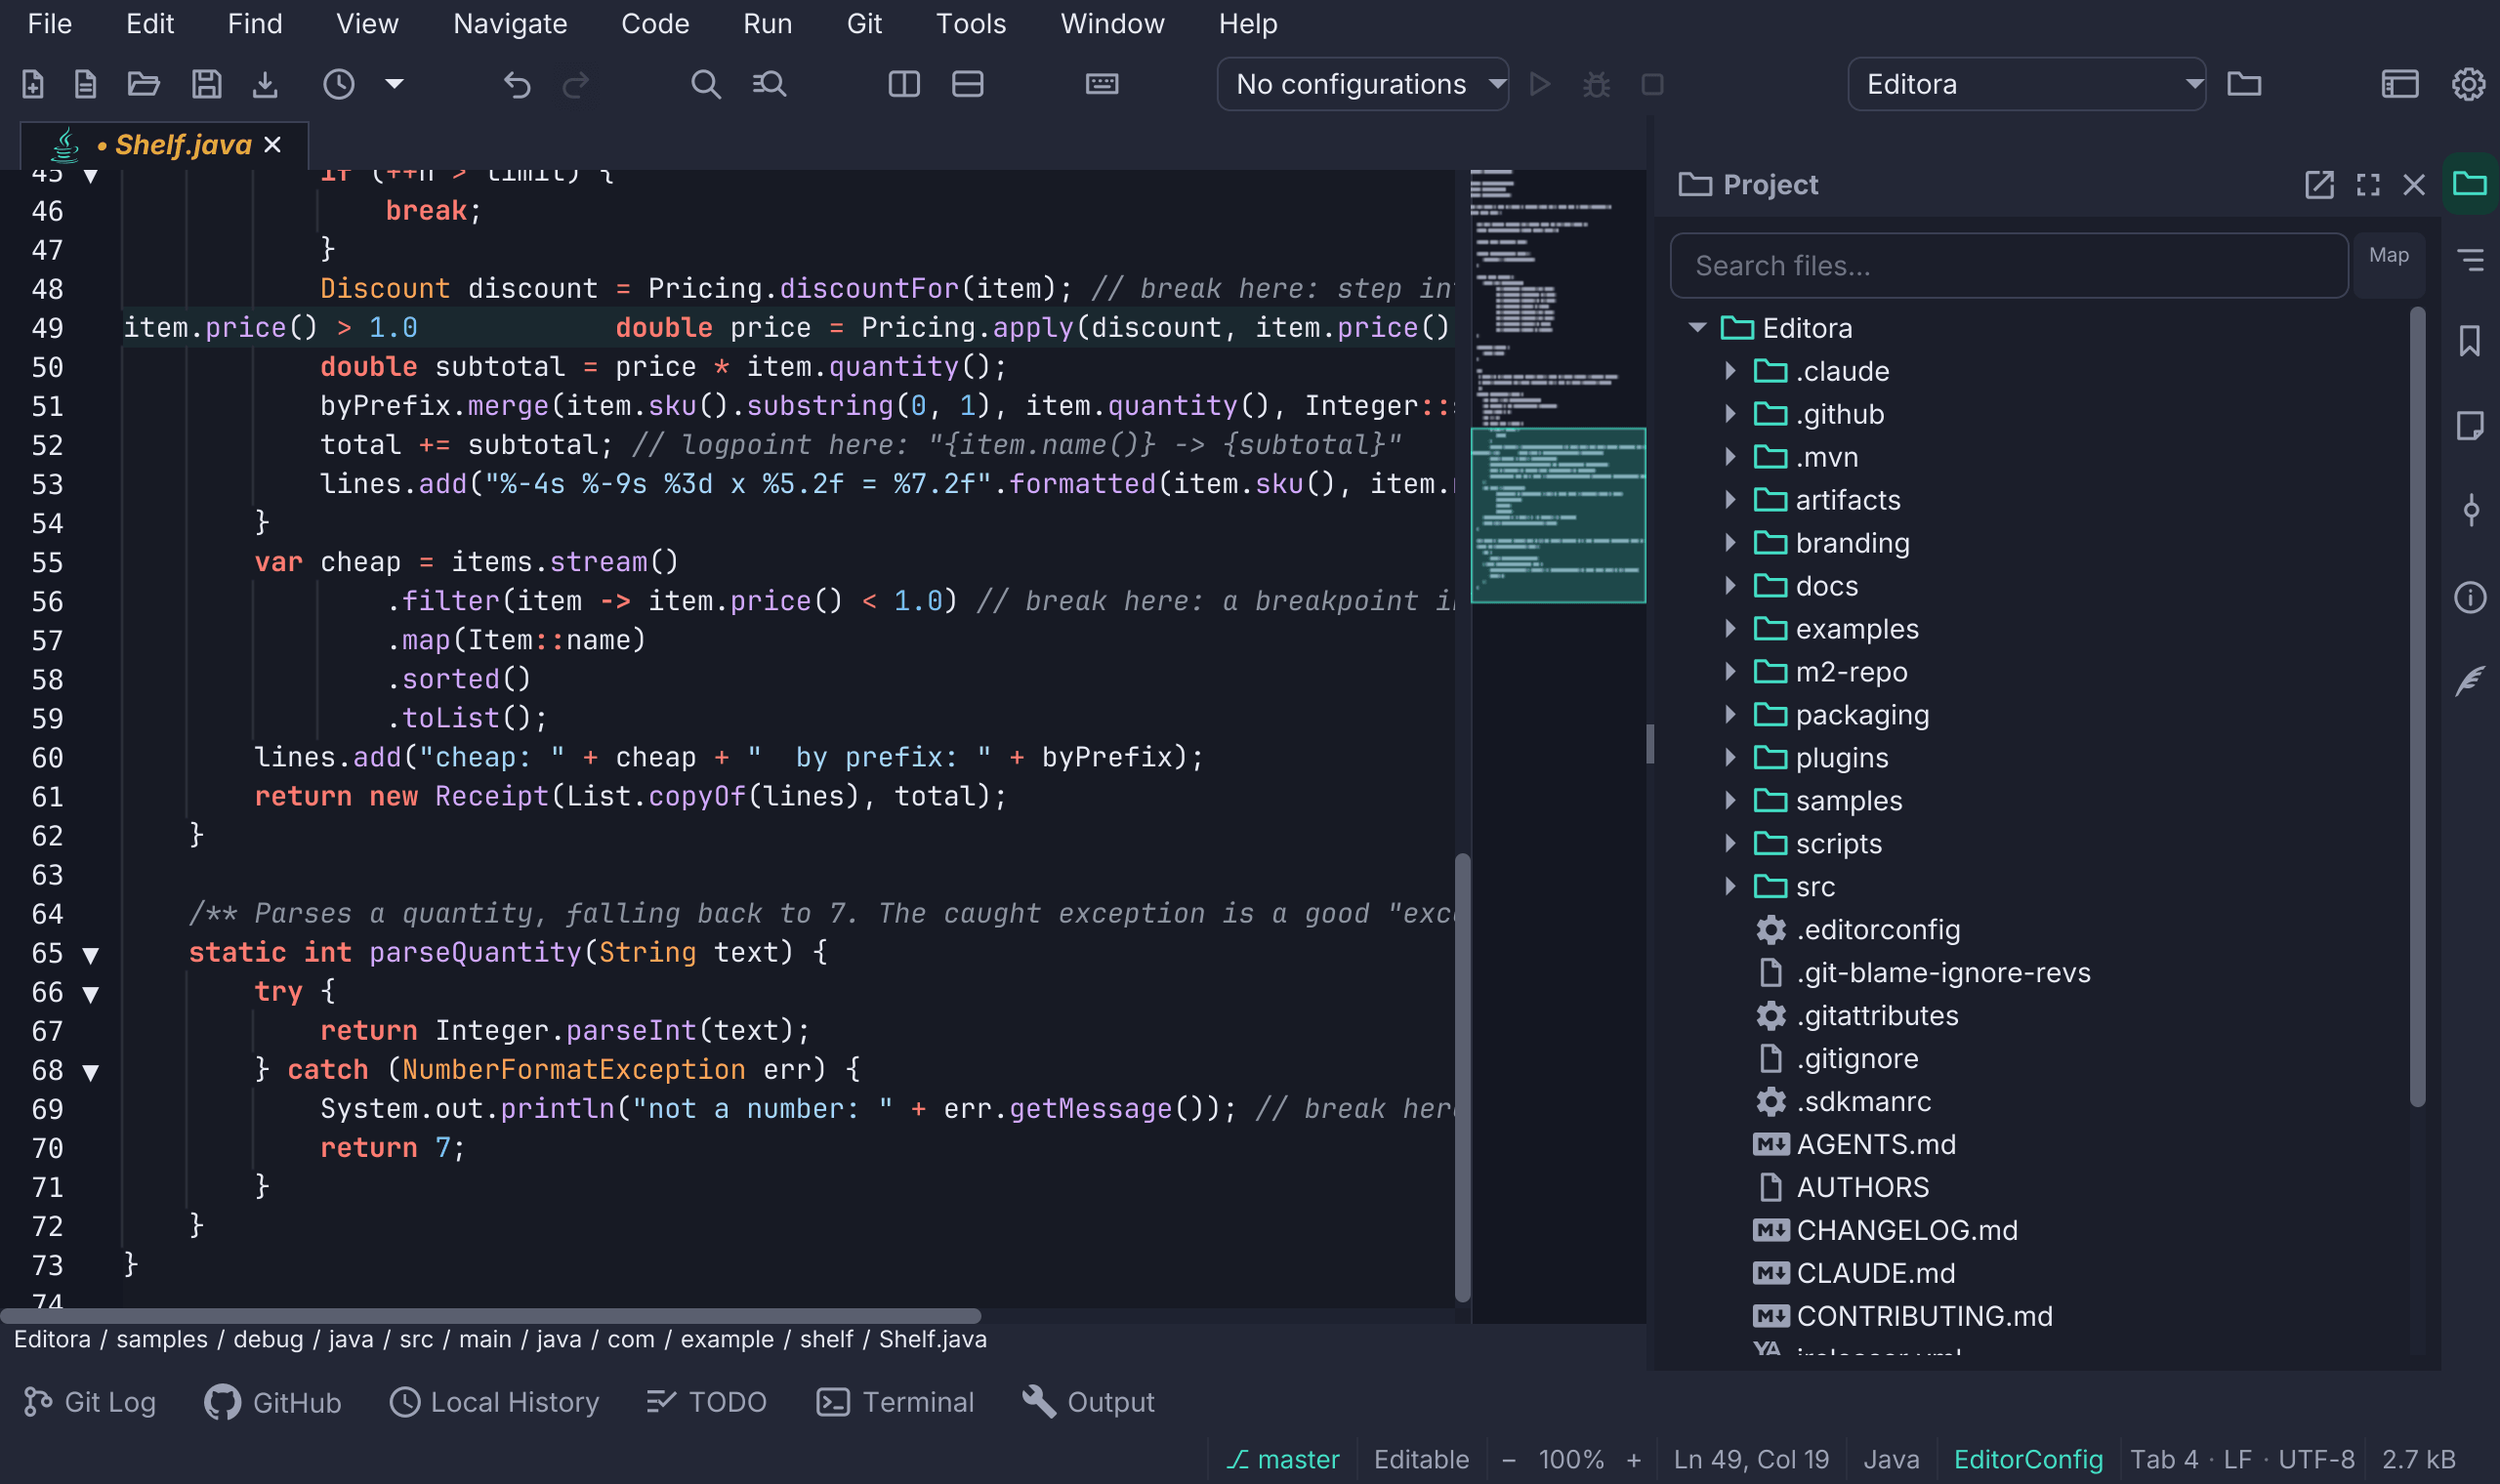 File Edit Find View Navigate Code Run Git Tools Window Help
No configurations
Editora
• Shelf.java
45 if (++n > limit) {
46 break;
47 }
48 Discount discount = Pricing.discountFor(item); // break here: step in
49 item.price() > 1.0 double price = Pricing.apply(discount, item.price()
50 double subtotal = price * item.quantity();
51 byPrefix.merge(item.sku().substring(0, 1), item.quantity(), Integer::
52 total += subtotal; // logpoint here: "{item.name()} -> {subtotal}"
53 lines.add("%-4s %-9s %3d x %5.2f = %7.2f".formatted(item.sku(), item.
54 }
55 var cheap = items.stream()
56 .filter(item -> item.price() < 1.0) // break here: a breakpoint i
57 .map(Item::name)
58 .sorted()
59 .toList();
60 lines.add("cheap: " + cheap + "  by prefix: " + byPrefix);
61 return new Receipt(List.copyOf(lines), total);
62 }
63
64 /** Parses a quantity, falling back to 7. The caught exception is a good "exc
65 static int parseQuantity(String text) {
66 try {
67 return Integer.parseInt(text);
68 } catch (NumberFormatException err) {
69 System.out.println("not a number: " + err.getMessage()); // break her
70 return 7;
71 }
72 }
73 }
74
Editora / samples / debug / java / src / main / java / com / example / shelf / Shelf.java
Project
Search files...
Map
Editora
.claude
.github
.mvn
artifacts
branding
docs
examples
m2-repo
packaging
plugins
samples
scripts
src
.editorconfig
.git-blame-ignore-revs
.gitattributes
.gitignore
.sdkmanrc
AGENTS.md
AUTHORS
CHANGELOG.md
CLAUDE.md
CONTRIBUTING.md
Git Log GitHub Local History TODO Terminal Output
master Editable − 100% + Ln 49, Col 19 Java EditorConfig Tab 4 · LF · UTF-8 2.7 kB